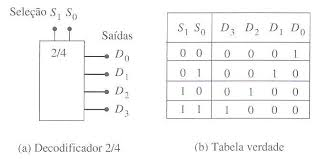 Seleção S₁ S₀
Saídas
2/4
D₀
D₁
D₂
D₃
(a) Decodificador 2/4
S₁ S₀ D₃ D₂ D₁ D₀
0 0 0 0 0 1
0 1 0 0 1 0
1 0 0 1 0 0
1 1 1 0 0 0
(b) Tabela verdade